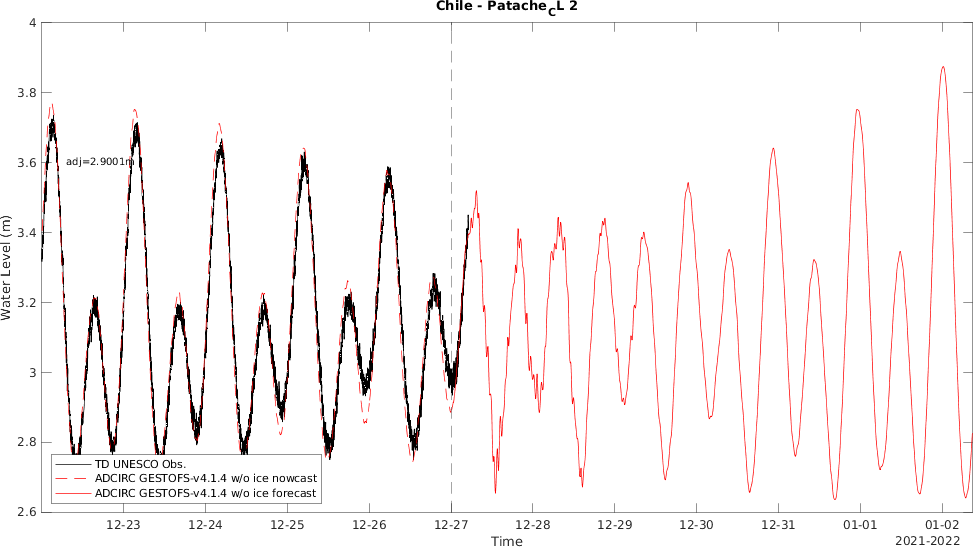 Chile - PatacheCL 2
4
3.8
3.6
3.4
3.2
3
2.8
2.6
Water Level (m)
adj=2.9001m
TD UNESCO Obs.
ADCIRC GESTOFS-v4.1.4 w/o ice nowcast
ADCIRC GESTOFS-v4.1.4 w/o ice forecast
12-23 12-24 12-25 12-26 12-27 12-28 12-29 12-30 12-31 01-01 01-02
Time
2021-2022